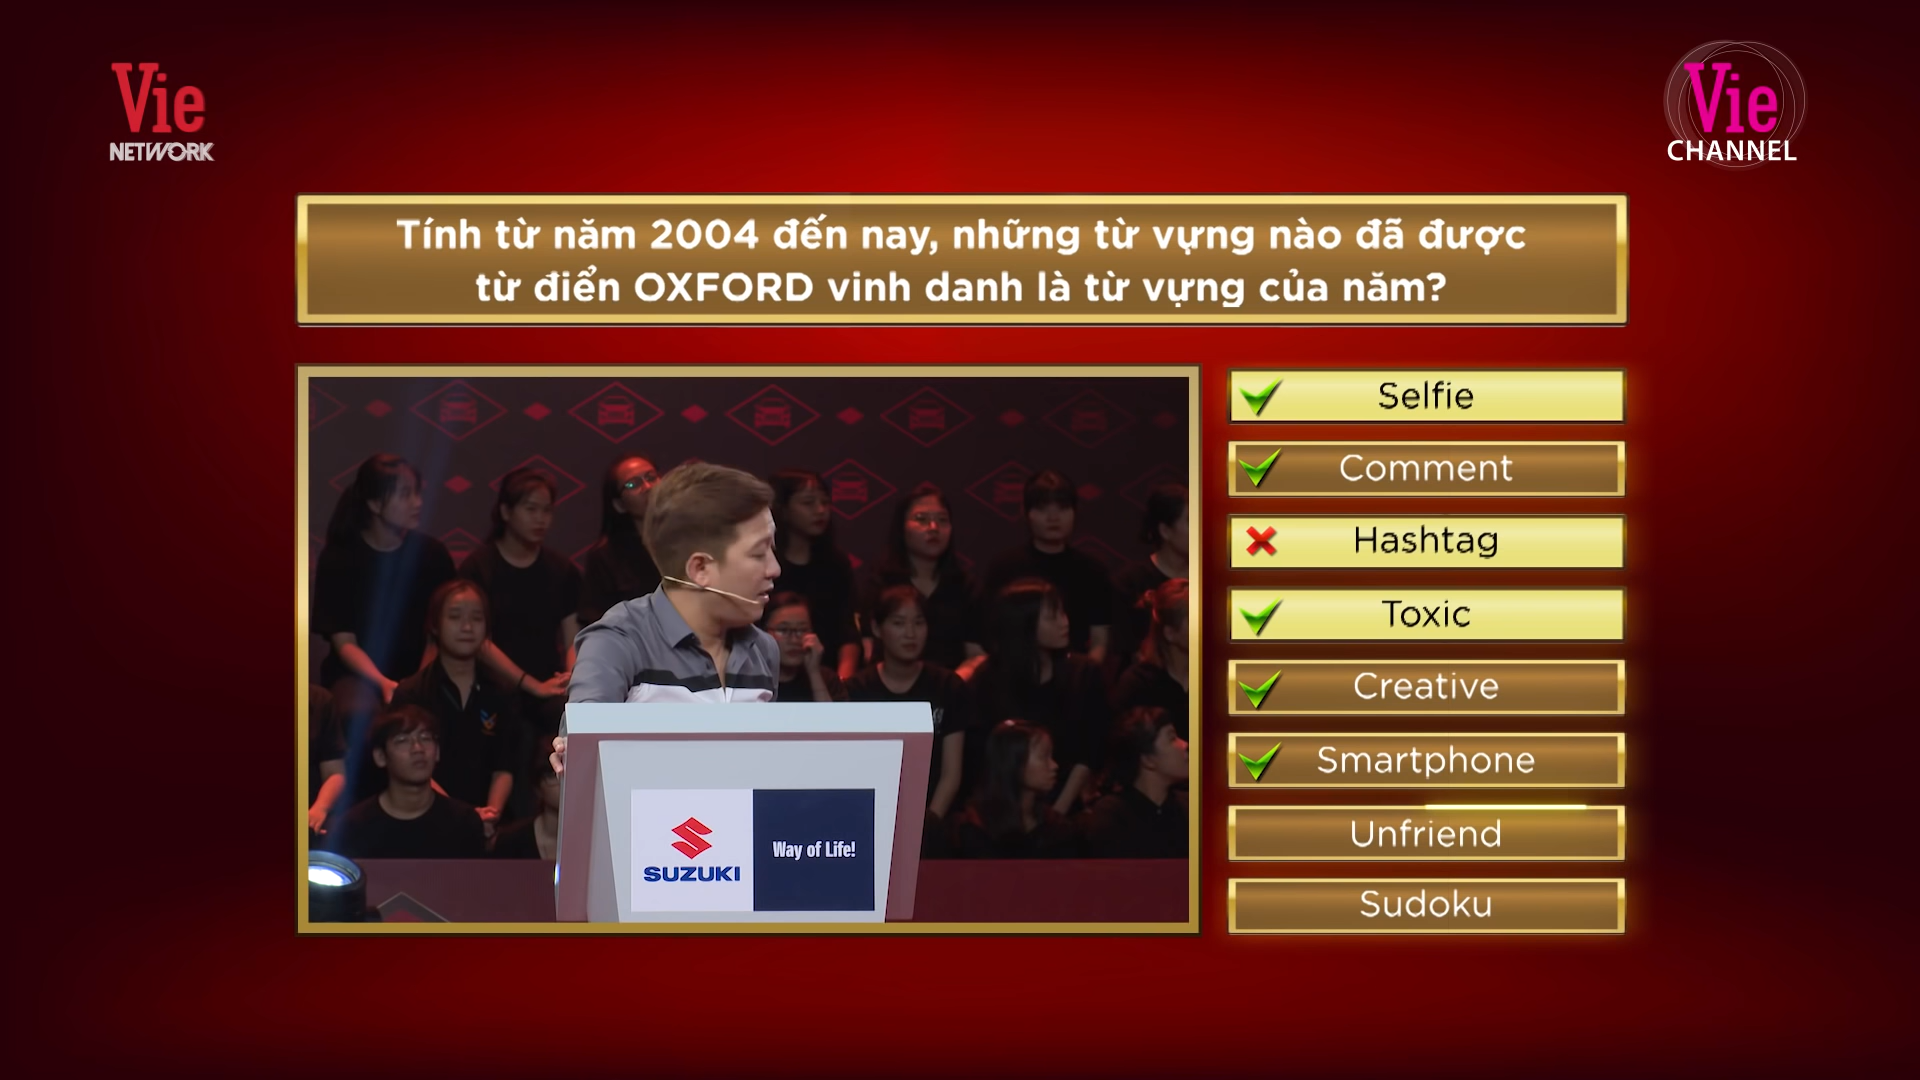 Vie
NETWORK
Vie
CHANNEL
Tính từ năm 2004 đến nay, những từ vựng nào đã được
từ điển OXFORD vinh danh là từ vựng của năm?
Selfie
Comment
Hashtag
Toxic
Creative
Smartphone
Unfriend
Sudoku
SUZUKI
Way of Life!